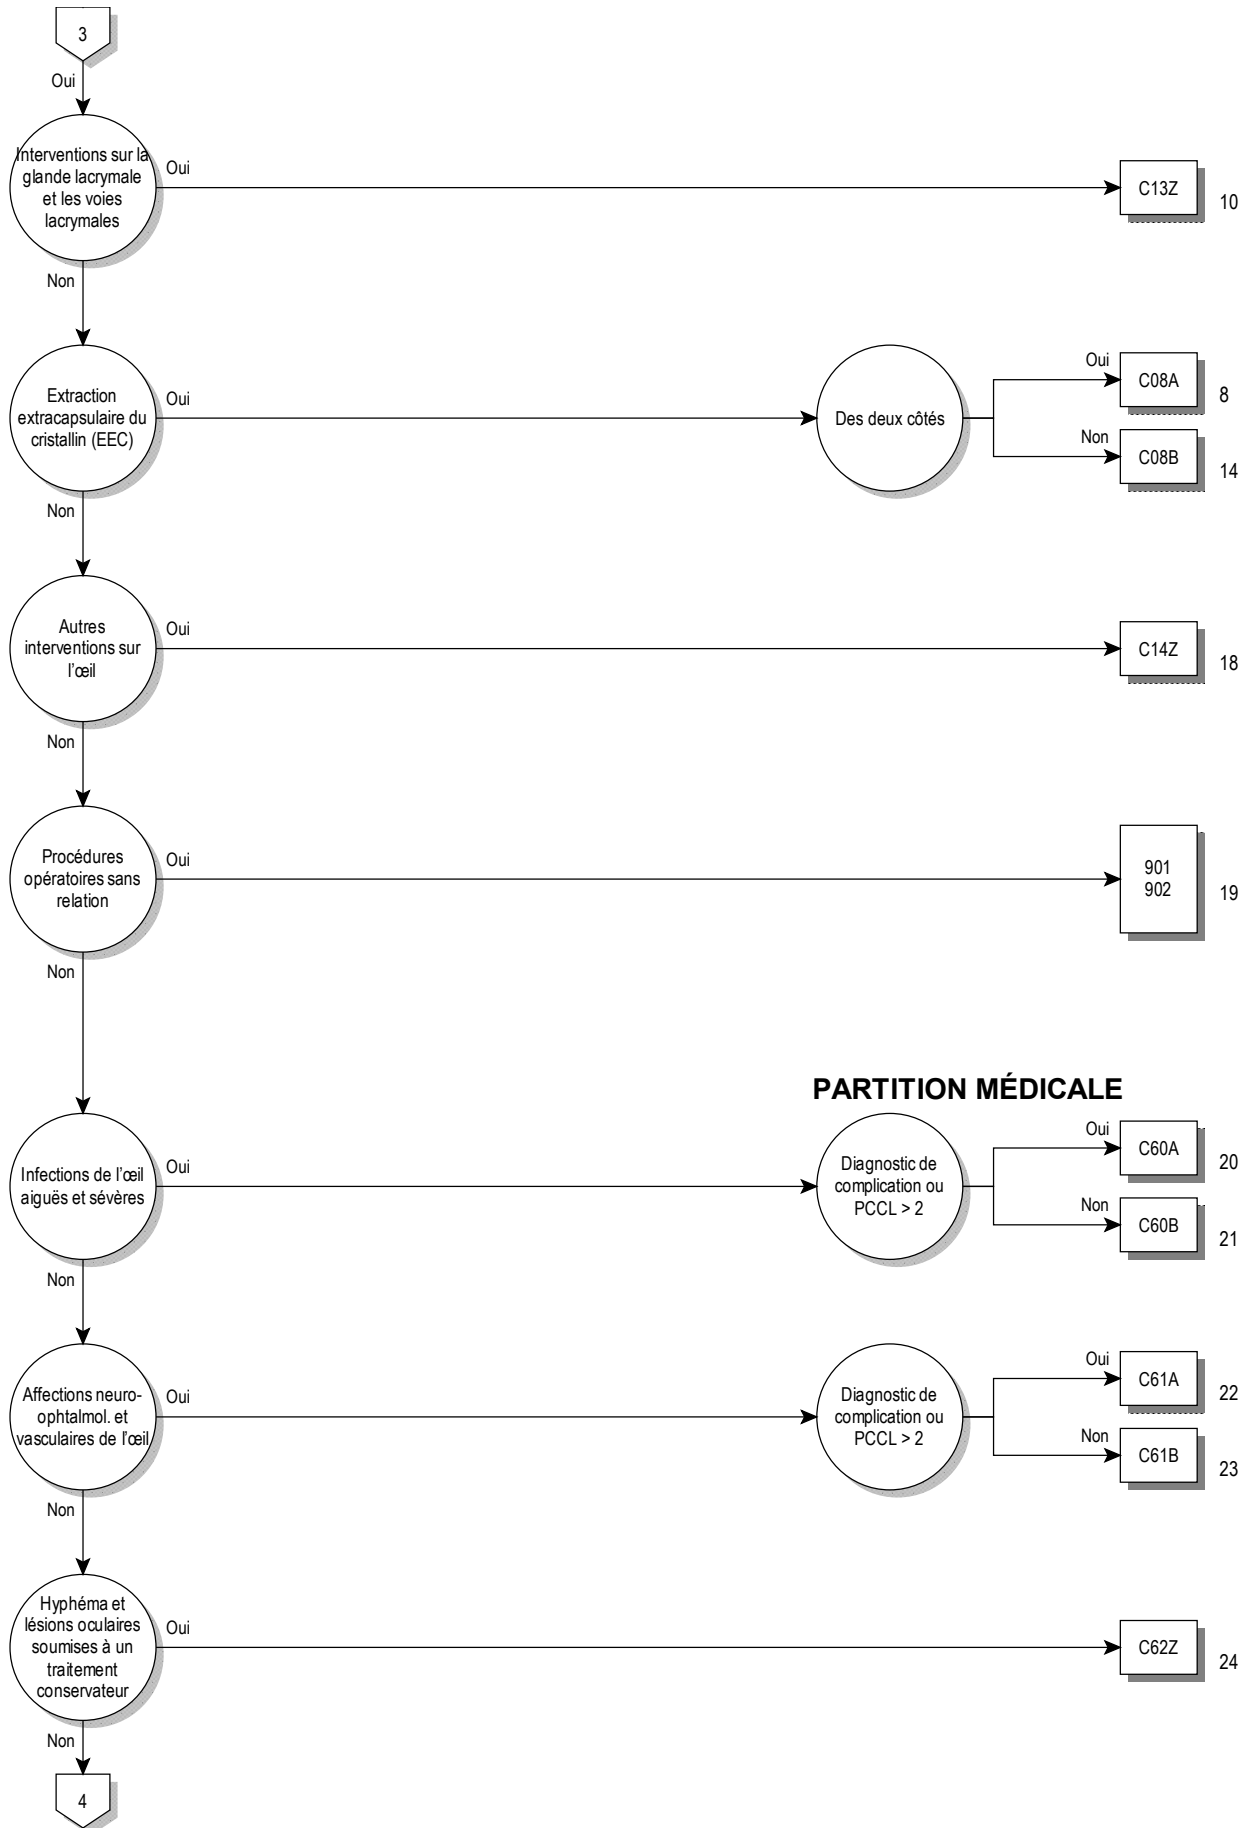 3
Oui
Interventions sur la
glande lacrymale
et les voies
lacrymales
Oui
C13Z
10
Non
Extraction
extracapsulaire du
cristallin (EEC)
Oui
Des deux côtés
Oui
C08A
8
Non
C08B
14
Non
Autres
interventions sur
l'œil
Oui
C14Z
18
Non
Procédures
opératoires sans
relation
Oui
901
902
19
Non
PARTITION MÉDICALE
Infections de l'œil
aiguës et sévères
Oui
Diagnostic de
complication ou
PCCL > 2
Oui
C60A
20
Non
C60B
21
Non
Affections neuro-
ophtalmol. et
vasculaires de l'œil
Oui
Diagnostic de
complication ou
PCCL > 2
Oui
C61A
22
Non
C61B
23
Non
Hyphéma et
lésions oculaires
soumises à un
traitement
conservateur
Oui
C62Z
24
Non
4